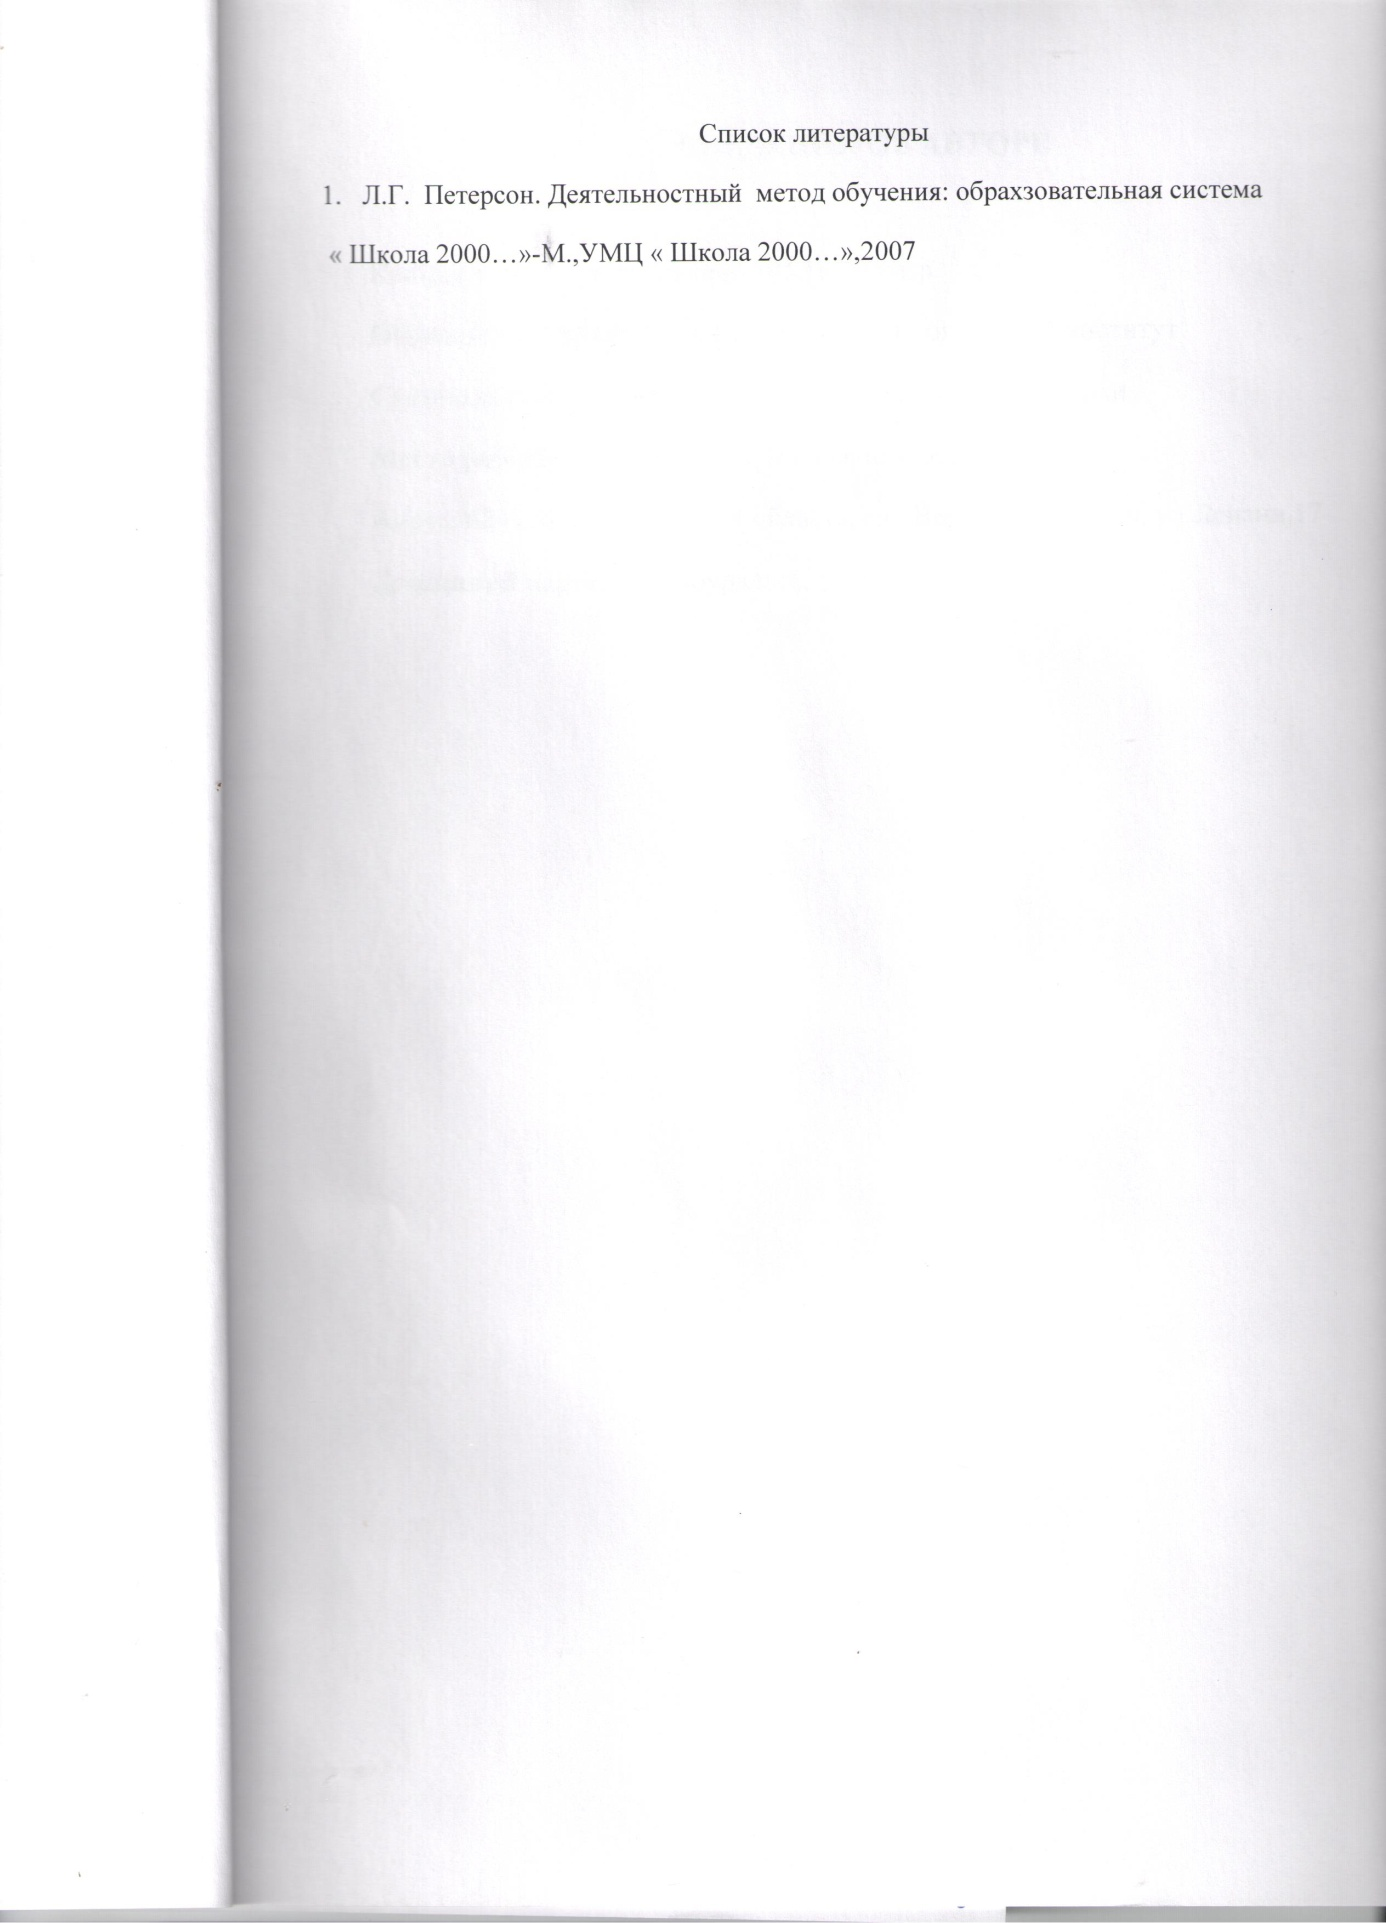 Список литературы
1. Л.Г. Петерсон. Деятельностный метод обучения: обрахзовательная система
« Школа 2000…»-М.,УМЦ « Школа 2000…»,2007